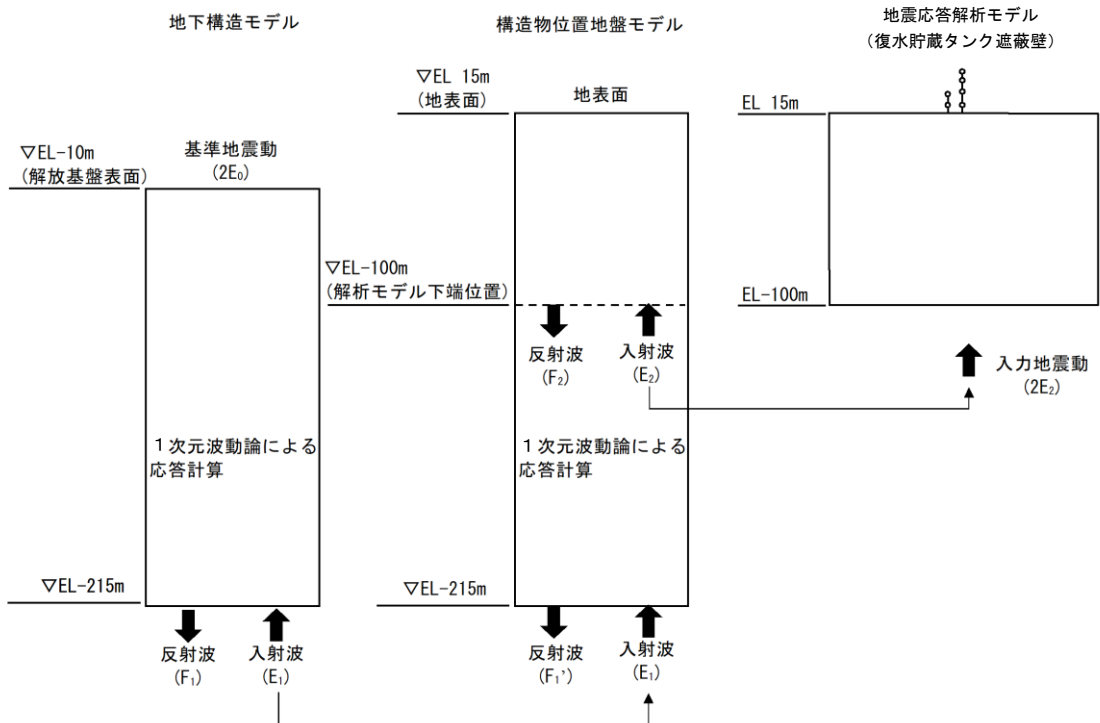 地下構造モデル
▽EL-10m
(解放基盤表面)
基準地震動
(2E₀)
1次元波動論による
応答計算
▽EL-215m
反射波
(F₁)
入射波
(E₁)
構造物位置地盤モデル
▽EL 15m
(地表面)
地表面
▽EL-100m
(解析モデル下端位置)
反射波
(F₂)
入射波
(E₂)
1次元波動論による
応答計算
▽EL-215m
反射波
(F₁')
入射波
(E₁)
地震応答解析モデル
(復水貯蔵タンク遮蔽壁)
EL 15m
EL-100m
入力地震動
(2E₂)